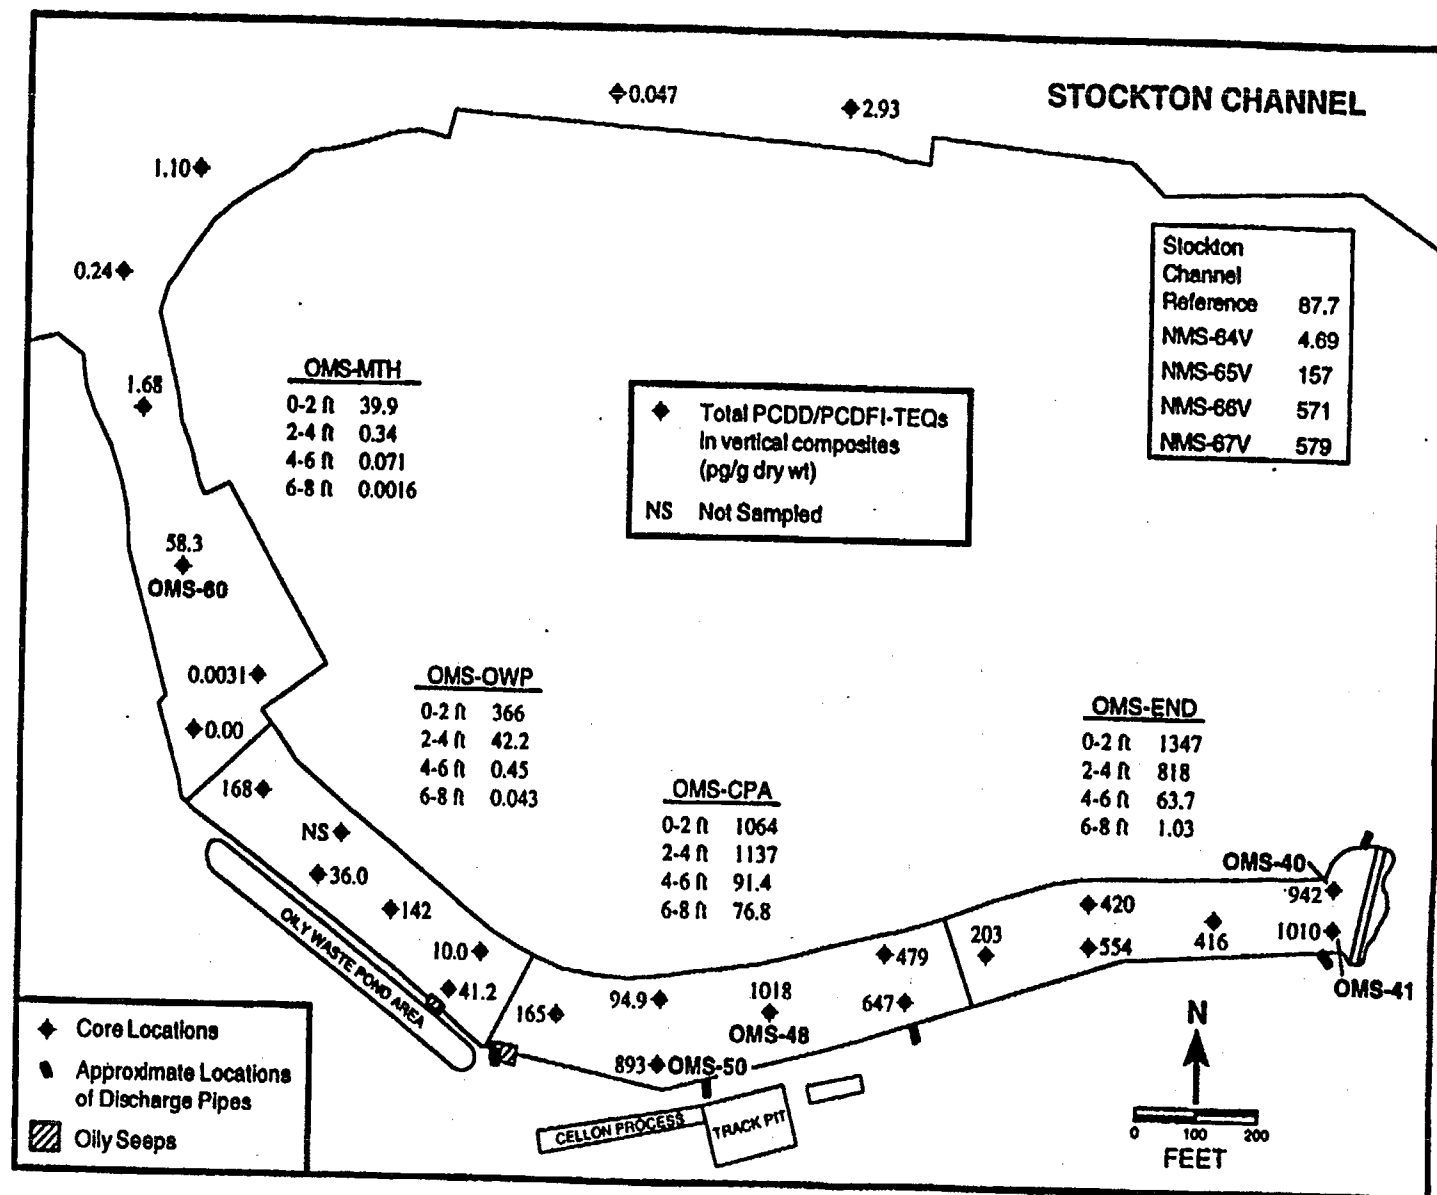 STOCKTON CHANNEL
0.047
2.93
1.10
0.24
1.68
Stockton
Channel
Reference 87.7
NMS-64V 4.69
NMS-65V 157
NMS-66V 571
NMS-67V 579
OMS-MTH
0-2 ft 39.9
2-4 ft 0.34
4-6 ft 0.071
6-8 ft 0.0016
Total PCDD/PCDFI-TEQs
in vertical composites
(pg/g dry wt)
NS Not Sampled
58.3
OMS-60
0.0031
0.00
OMS-OWP
0-2 ft 366
2-4 ft 42.2
4-6 ft 0.45
6-8 ft 0.043
OMS-CPA
0-2 ft 1064
2-4 ft 1137
4-6 ft 91.4
6-8 ft 76.8
OMS-END
0-2 ft 1347
2-4 ft 818
4-6 ft 63.7
6-8 ft 1.03
168
NS
36.0
142
10.0
41.2
OILY WASTE POND AREA
165
94.9
1018
OMS-48
893 OMS-50
479
647
203
420
554
416
OMS-40
942
1010
OMS-41
CELLON PROCESS
TRACK PIT
Core Locations
Approximate Locations
of Discharge Pipes
Oily Seeps
N
0 100 200
FEET